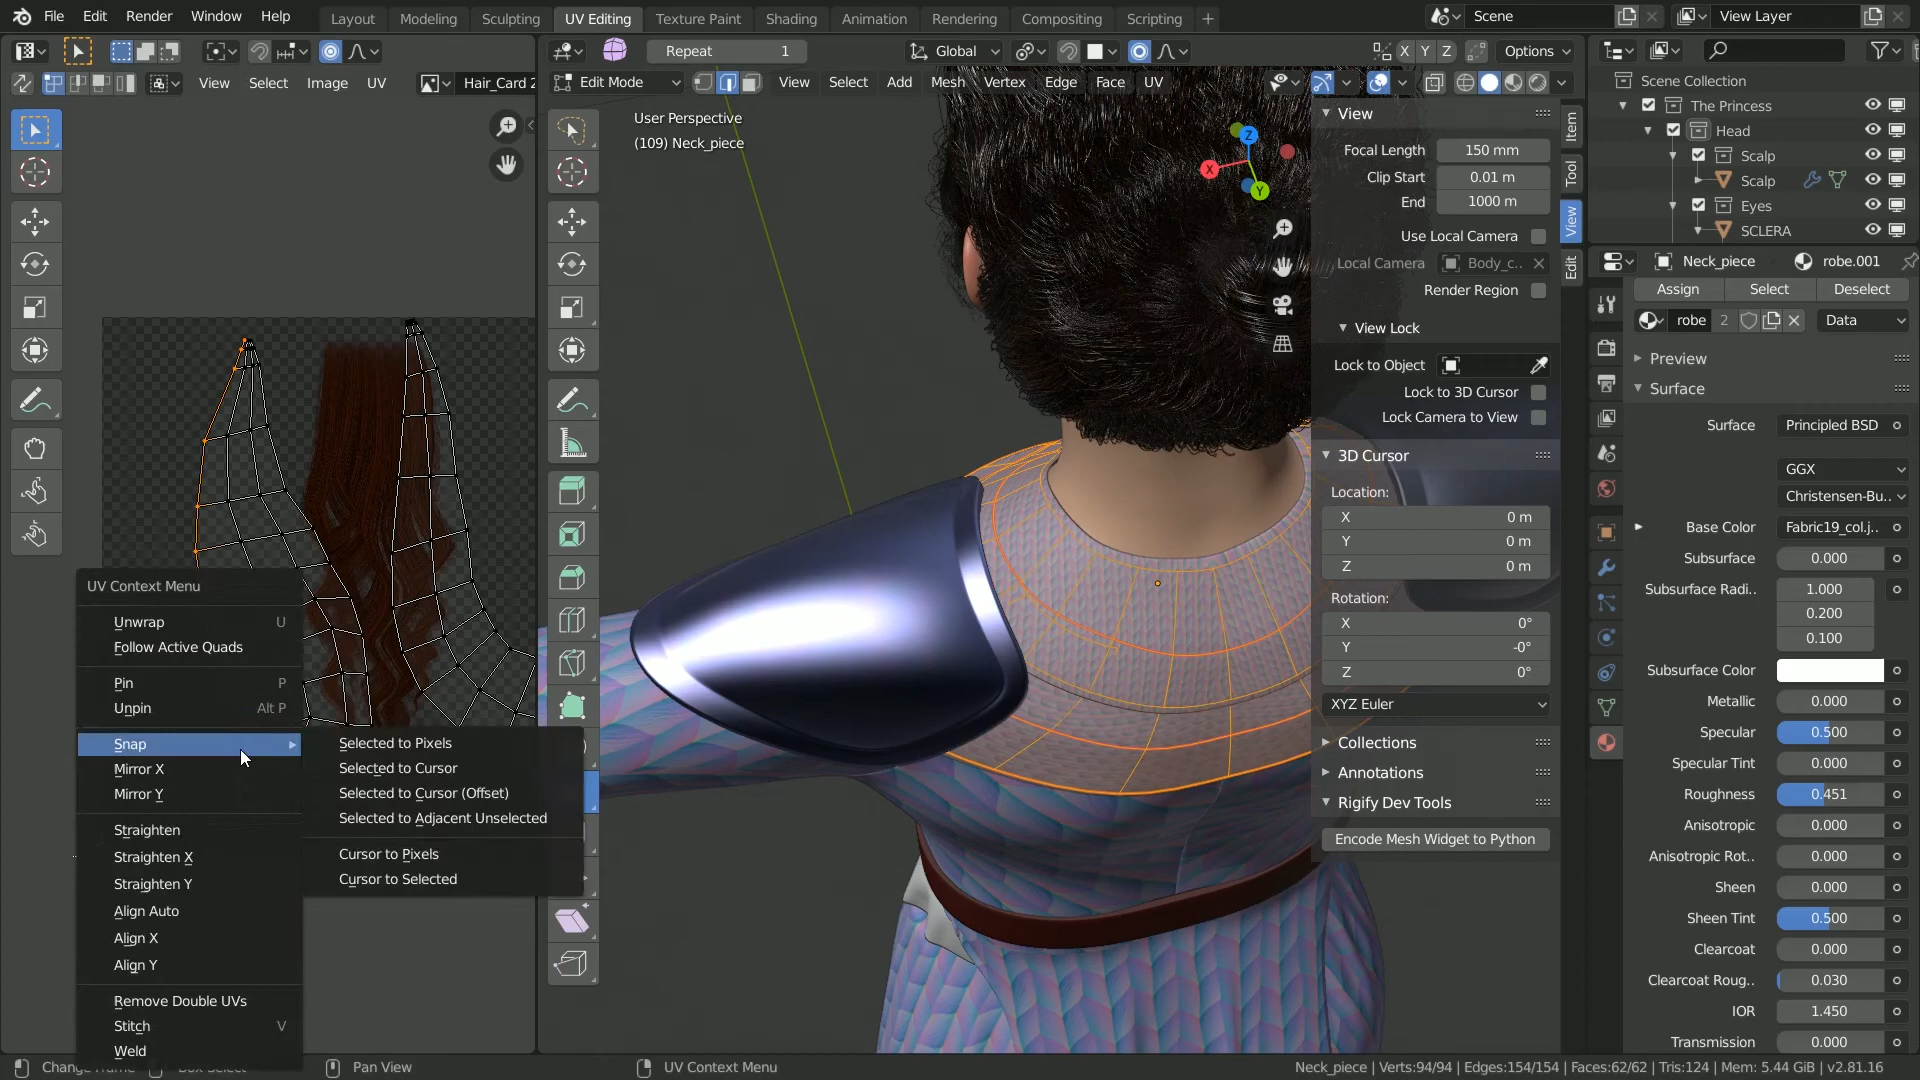 File Edit Render Window Help Layout Modeling Sculpting UV Editing Texture Paint Shading Animation Rendering Compositing Scripting + Scene View Layer
Repeat 1 Global X Y Z Options
View Select Image UV Hair_Card 2 Edit Mode View Select Add Mesh Vertex Edge Face UV
User Perspective
(109) Neck_piece
Z
X
Y
UV Context Menu
Unwrap U
Follow Active Quads
Pin P
Unpin Alt P
Snap
Mirror X
Mirror Y
Straighten
Straighten X
Straighten Y
Align Auto
Align X
Align Y
Remove Double UVs
Stitch V
Weld
Selected to Pixels
Selected to Cursor
Selected to Cursor (Offset)
Selected to Adjacent Unselected
Cursor to Pixels
Cursor to Selected
View
Focal Length 150 mm
Clip Start 0.01 m
End 1000 m
Use Local Camera
Local Camera Body_c..
Render Region
View Lock
Lock to Object
Lock to 3D Cursor
Lock Camera to View
3D Cursor
Location:
X 0 m
Y 0 m
Z 0 m
Rotation:
X 0°
Y -0°
Z 0°
XYZ Euler
Collections
Annotations
Rigify Dev Tools
Encode Mesh Widget to Python
Item
Tool
View
Edit
Scene Collection
The Princess
Head
Scalp
Scalp
Eyes
SCLERA
Neck_piece robe.001
Assign Select Deselect
robe 2 Data
Preview
Surface
Surface Principled BSD
GGX
Christensen-Bu..
Base Color Fabric19_col.j..
Subsurface 0.000
Subsurface Radi.. 1.000
0.200
0.100
Subsurface Color
Metallic 0.000
Specular 0.500
Specular Tint 0.000
Roughness 0.451
Anisotropic 0.000
Anisotropic Rot.. 0.000
Sheen 0.000
Sheen Tint 0.500
Clearcoat 0.000
Clearcoat Roug.. 0.030
IOR 1.450
Transmission 0.000
Pan View UV Context Menu Neck_piece | Verts:94/94 | Edges:154/154 | Faces:62/62 | Tris:124 | Mem: 5.44 GiB | v2.81.16